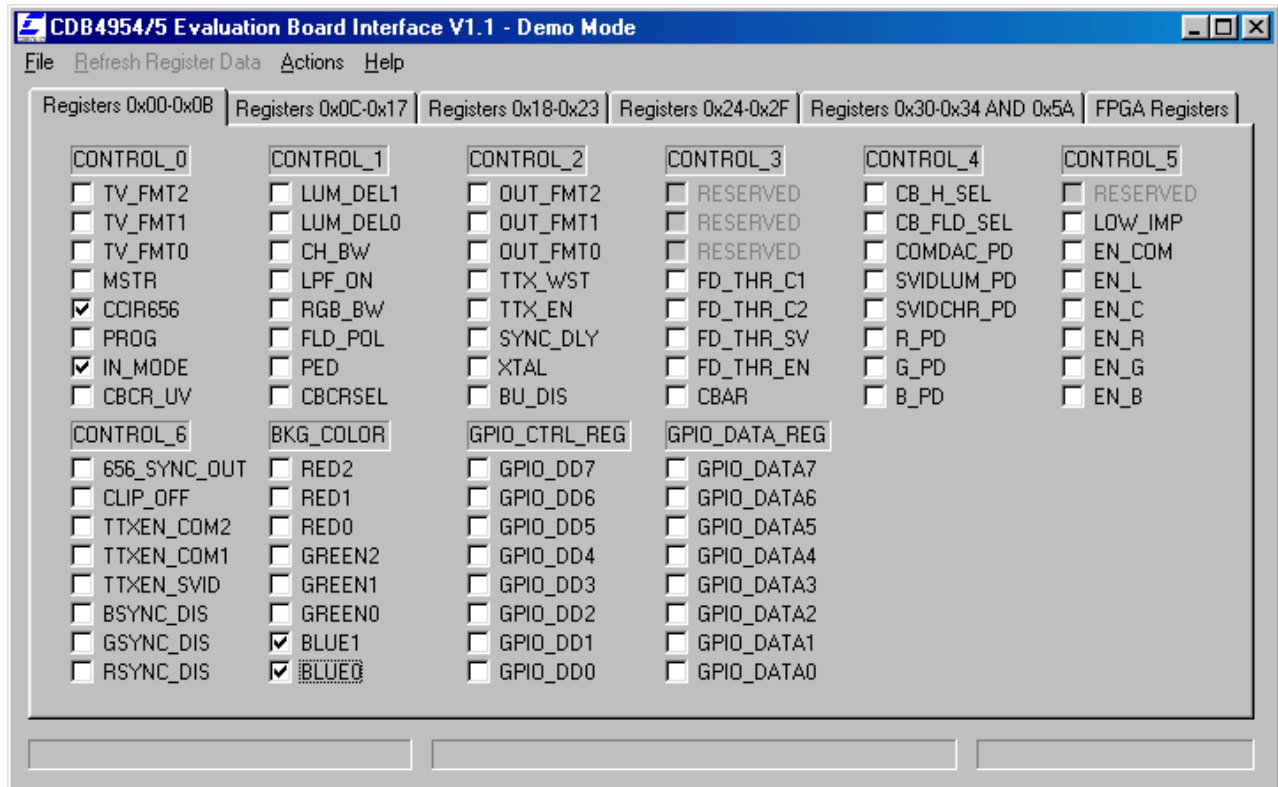 CDB4954/5 Evaluation Board Interface V1.1 - Demo Mode
File Refresh Register Data Actions Help
Registers 0x00-0x0B Registers 0x0C-0x17 Registers 0x18-0x23 Registers 0x24-0x2F Registers 0x30-0x34 AND 0x5A FPGA Registers
CONTROL_0 CONTROL_1 CONTROL_2 CONTROL_3 CONTROL_4 CONTROL_5
TV_FMT2 LUM_DEL1 OUT_FMT2 RESERVED CB_H_SEL RESERVED
TV_FMT1 LUM_DEL0 OUT_FMT1 RESERVED CB_FLD_SEL LOW_IMP
TV_FMT0 CH_BW OUT_FMT0 RESERVED COMDAC_PD EN_COM
MSTR LPF_ON TTX_WST FD_THR_C1 SVIDLUM_PD EN_L
CCIR656 RGB_BW TTX_EN FD_THR_C2 SVIDCHR_PD EN_C
PROG FLD_POL SYNC_DLY FD_THR_SV R_PD EN_R
IN_MODE PED XTAL FD_THR_EN G_PD EN_G
CBCR_UV CBCRSEL BU_DIS CBAR B_PD EN_B
CONTROL_6 BKG_COLOR GPIO_CTRL_REG GPIO_DATA_REG
656_SYNC_OUT RED2 GPIO_DD7 GPIO_DATA7
CLIP_OFF RED1 GPIO_DD6 GPIO_DATA6
TTXEN_COM2 RED0 GPIO_DD5 GPIO_DATA5
TTXEN_COM1 GREEN2 GPIO_DD4 GPIO_DATA4
TTXEN_SVID GREEN1 GPIO_DD3 GPIO_DATA3
BSYNC_DIS GREEN0 GPIO_DD2 GPIO_DATA2
GSYNC_DIS BLUE1 GPIO_DD1 GPIO_DATA1
RSYNC_DIS BLUE0 GPIO_DD0 GPIO_DATA0